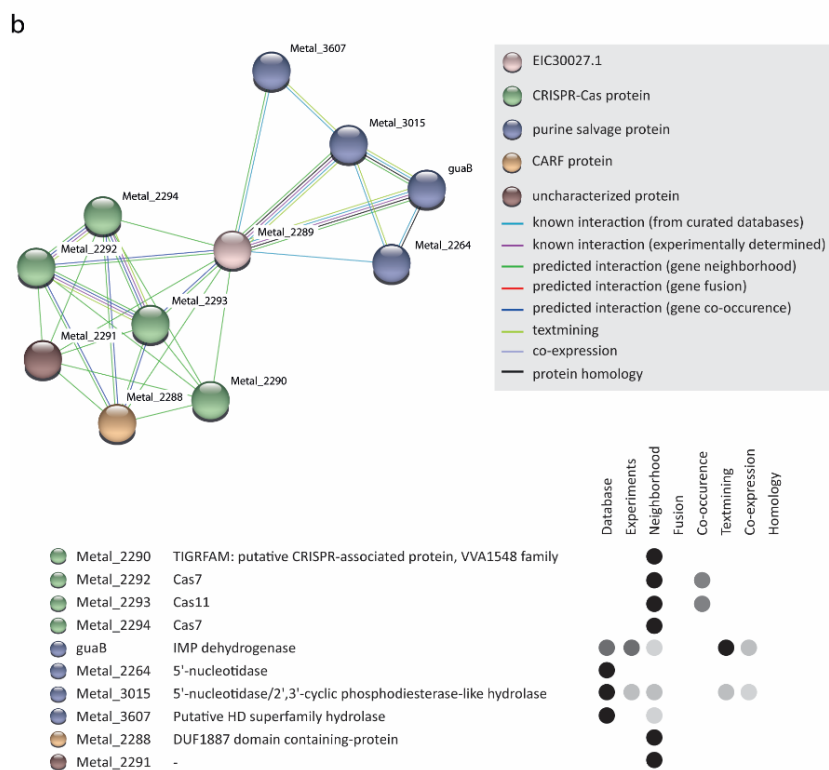 b
Metal_3607
Metal_3015
guaB
Metal_2294
Metal_2289
Metal_2292
Metal_2264
Metal_2293
Metal_2291
Metal_2290
Metal_2288
EIC30027.1
CRISPR-Cas protein
purine salvage protein
CARF protein
uncharacterized protein
known interaction (from curated databases)
known interaction (experimentally determined)
predicted interaction (gene neighborhood)
predicted interaction (gene fusion)
predicted interaction (gene co-occurence)
textmining
co-expression
protein homology
Database
Experiments
Neighborhood
Fusion
Co-occurence
Textmining
Co-expression
Homology
Metal_2290 TIGRFAM: putative CRISPR-associated protein, VVA1548 family
Metal_2292 Cas7
Metal_2293 Cas11
Metal_2294 Cas7
guaB IMP dehydrogenase
Metal_2264 5'-nucleotidase
Metal_3015 5'-nucleotidase/2',3'-cyclic phosphodiesterase-like hydrolase
Metal_3607 Putative HD superfamily hydrolase
Metal_2288 DUF1887 domain containing-protein
Metal_2291 -